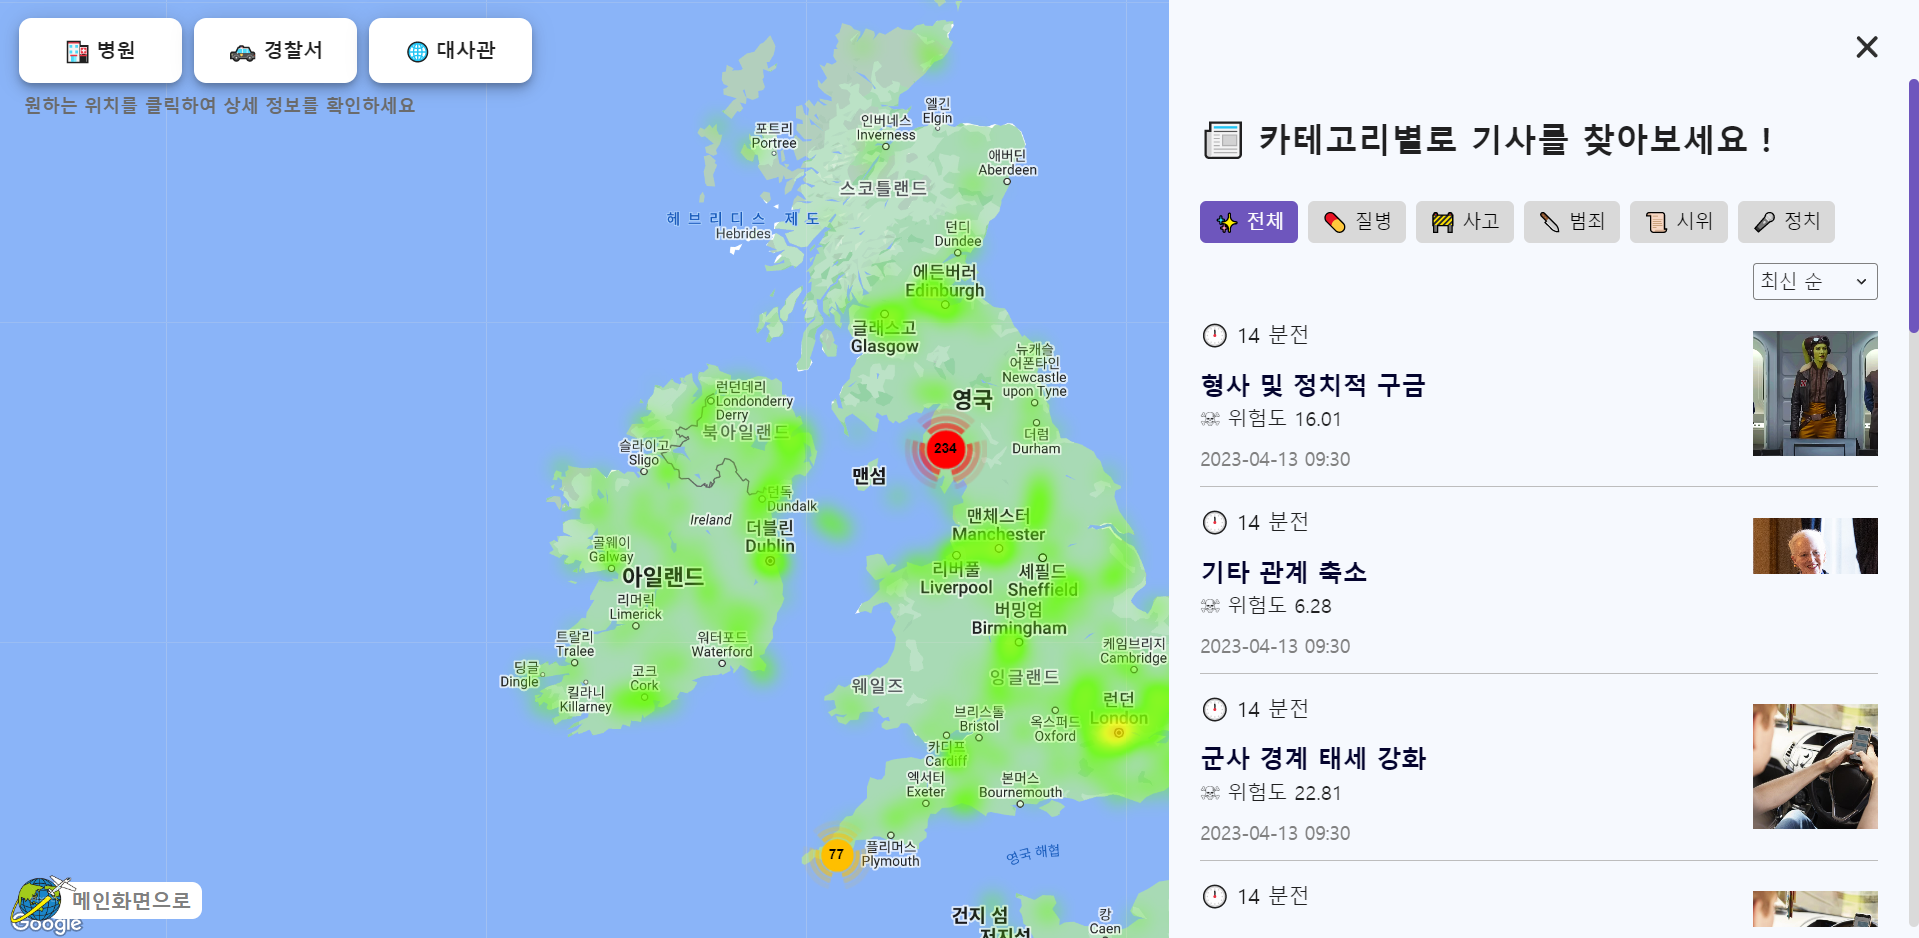 병원
경찰서
대사관
원하는 위치를 클릭하여 상세 정보를 확인하세요
엘긴
Elgin
인버네스
Inverness
포트리
Portree
애버딘
Aberdeen
스코틀랜드
헤브리디스 제도
Hebrides
던디
Dundee
에든버러
Edinburgh
글래스고
Glasgow
뉴캐슬
어폰타인
Newcastle
upon Tyne
런던데리
Londonderry
Derry
영국
북아일랜드
더럼
Durham
슬라이고
Sligo
234
맨섬
던독
Dundalk
Ireland
더블린
Dublin
맨체스터
Manchester
골웨이
Galway
아일랜드
리버풀
Liverpool
셰필드
Sheffield
리머릭
Limerick
버밍엄
Birmingham
트랄리
Tralee
워터포드
Waterford
케임브리지
Cambridge
딩글
Dingle
코크
Cork
킬라니
Killarney
웨일즈
잉글랜드
런던
London
브리스톨
Bristol
옥스퍼드
Oxford
카디프
Cardiff
엑서터
Exeter
본머스
Bournemouth
77
플리머스
Plymouth
영국 해협
메인화면으로
Google
건지 섬
저지섬
캉
Caen
카테고리별로 기사를 찾아보세요 !
전체
질병
사고
범죄
시위
정치
최신 순
14 분전
형사 및 정치적 구금
위험도 16.01
2023-04-13 09:30
14 분전
기타 관계 축소
위험도 6.28
2023-04-13 09:30
14 분전
군사 경계 태세 강화
위험도 22.81
2023-04-13 09:30
14 분전